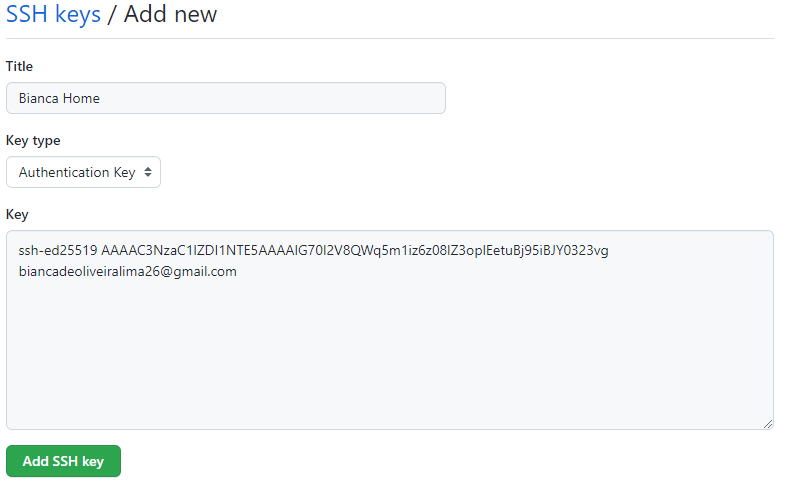 SSH keys / Add new
Title
Bianca Home
Key type
Authentication Key
Key
ssh-ed25519 AAAAC3NzaC1lZDI1NTE5AAAAIG70I2V8QWq5m1iz6z08IZ3opIEetuBj95iBJY0323vg
biancadeoliveiralima26@gmail.com
Add SSH key